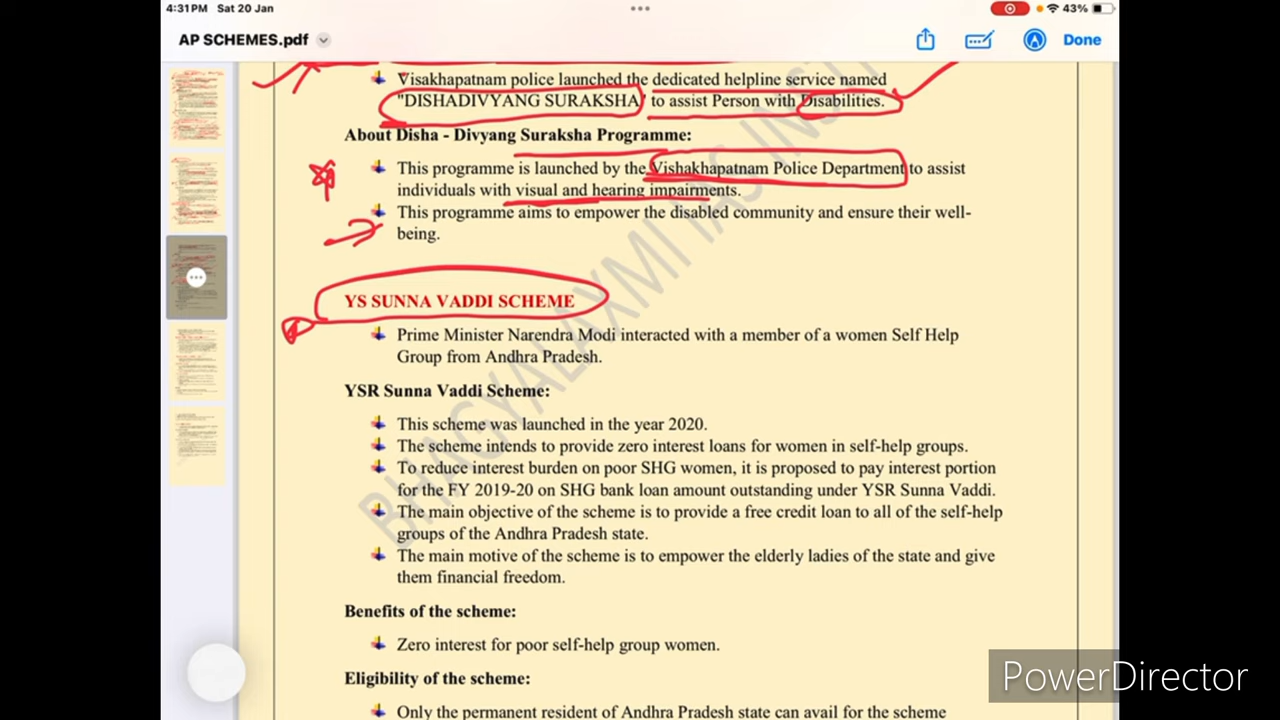 4:31 PM Sat 20 Jan
43%
AP SCHEMES.pdf
Done
Visakhapatnam police launched the dedicated helpline service named
"DISHADIVYANG SURAKSHA to assist Person with Disabilities.
About Disha - Divyang Suraksha Programme:
This programme is launched by the Vishakhapatnam Police Department to assist
individuals with visual and hearing impairments.
This programme aims to empower the disabled community and ensure their well-
being.
YS SUNNA VADDI SCHEME
Prime Minister Narendra Modi interacted with a member of a women Self Help
Group from Andhra Pradesh.
YSR Sunna Vaddi Scheme:
This scheme was launched in the year 2020.
The scheme intends to provide zero interest loans for women in self-help groups.
To reduce interest burden on poor SHG women, it is proposed to pay interest portion
for the FY 2019-20 on SHG bank loan amount outstanding under YSR Sunna Vaddi.
The main objective of the scheme is to provide a free credit loan to all of the self-help
groups of the Andhra Pradesh state.
The main motive of the scheme is to empower the elderly ladies of the state and give
them financial freedom.
Benefits of the scheme:
Zero interest for poor self-help group women.
Eligibility of the scheme:
Only the permanent resident of Andhra Pradesh state can avail for the scheme
BHAGYALAXMI IAS INSTI
PowerDirector